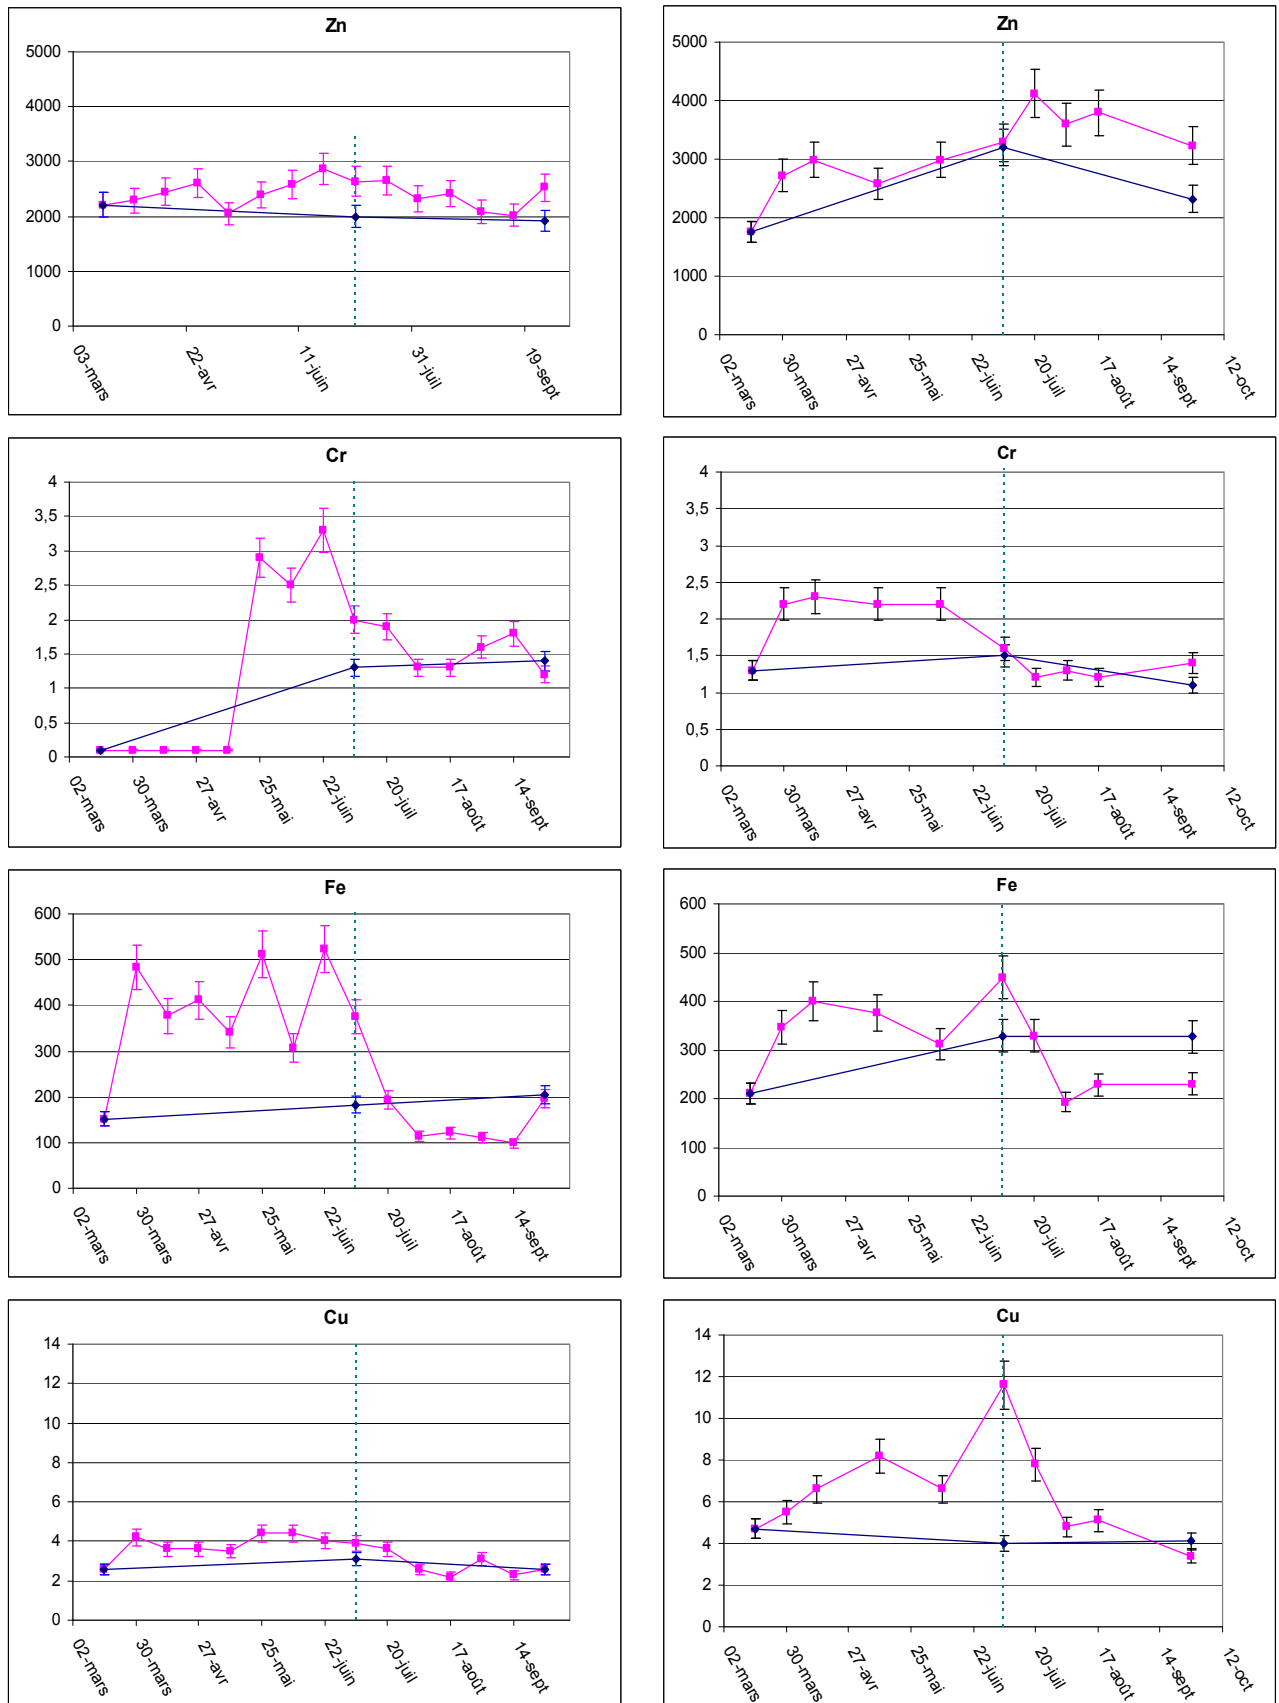 Zn
5000
4000
3000
2000
1000
0
03-mars
22-avr
11-juin
31-juil
19-sept
Zn
5000
4000
3000
2000
1000
0
02-mars
30-mars
27-avr
25-mai
22-juin
20-juil
17-août
14-sept
12-oct
Cr
4
3,5
3
2,5
2
1,5
1
0,5
0
02-mars
30-mars
27-avr
25-mai
22-juin
20-juil
17-août
14-sept
Cr
4
3,5
3
2,5
2
1,5
1
0,5
0
02-mars
30-mars
27-avr
25-mai
22-juin
20-juil
17-août
14-sept
12-oct
Fe
600
500
400
300
200
100
0
02-mars
30-mars
27-avr
25-mai
22-juin
20-juil
17-août
14-sept
Fe
600
500
400
300
200
100
0
02-mars
30-mars
27-avr
25-mai
22-juin
20-juil
17-août
14-sept
12-oct
Cu
14
12
10
8
6
4
2
0
02-mars
30-mars
27-avr
25-mai
22-juin
20-juil
17-août
14-sept
Cu
14
12
10
8
6
4
2
0
02-mars
30-mars
27-avr
25-mai
22-juin
20-juil
17-août
14-sept
12-oct